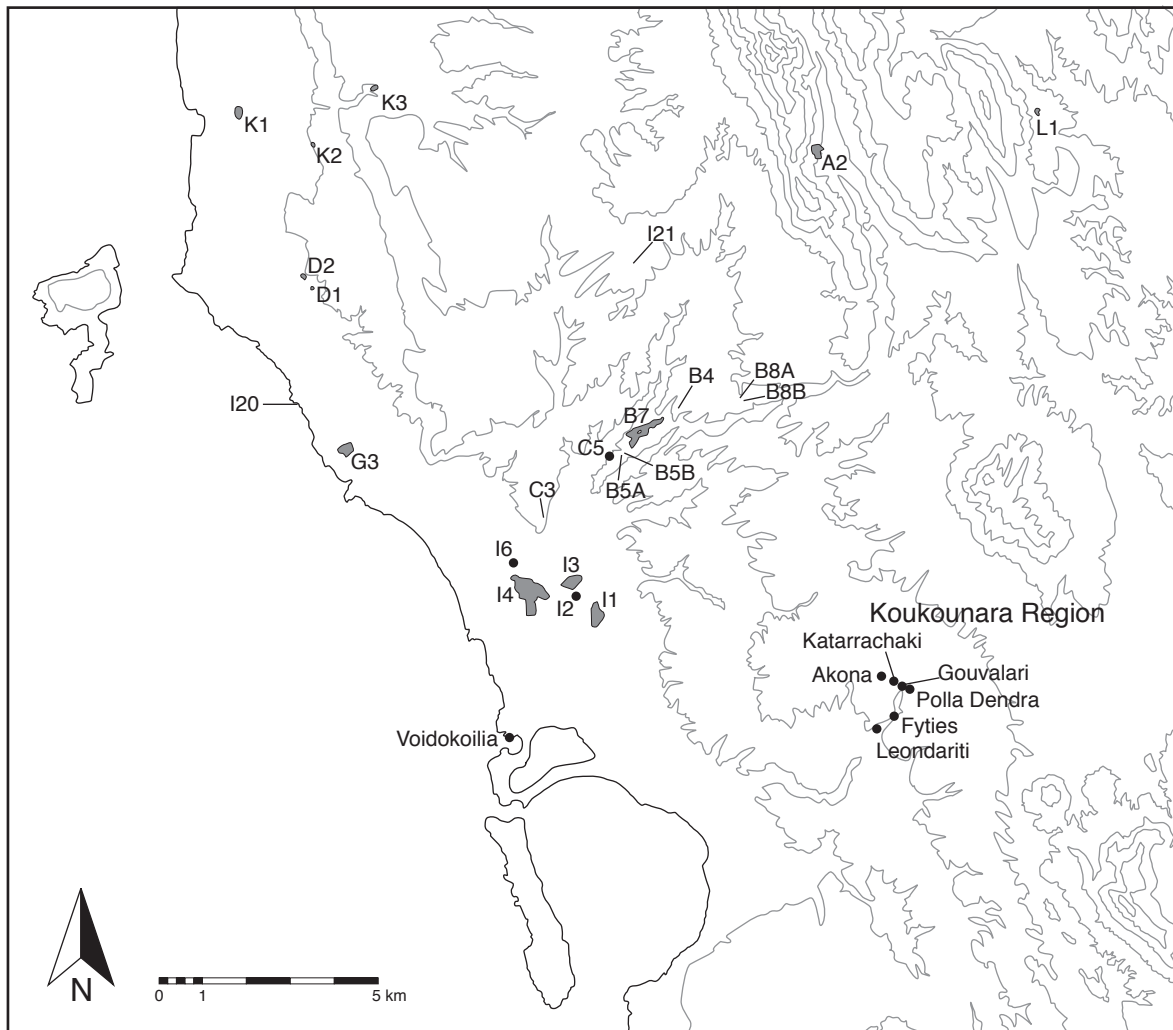 K1
K3
K2
A2
L1
I21
D2
D1
B4
B8A
B8B
I20
B7
G3
C5
B5B
B5A
C3
I6
I3
I4
I2
I1
Koukounara Region
Katarrachaki
Akona
Gouvalari
Polla Dendra
Fyties
Leondariti
Voidokoilia
N
0 1 5 km